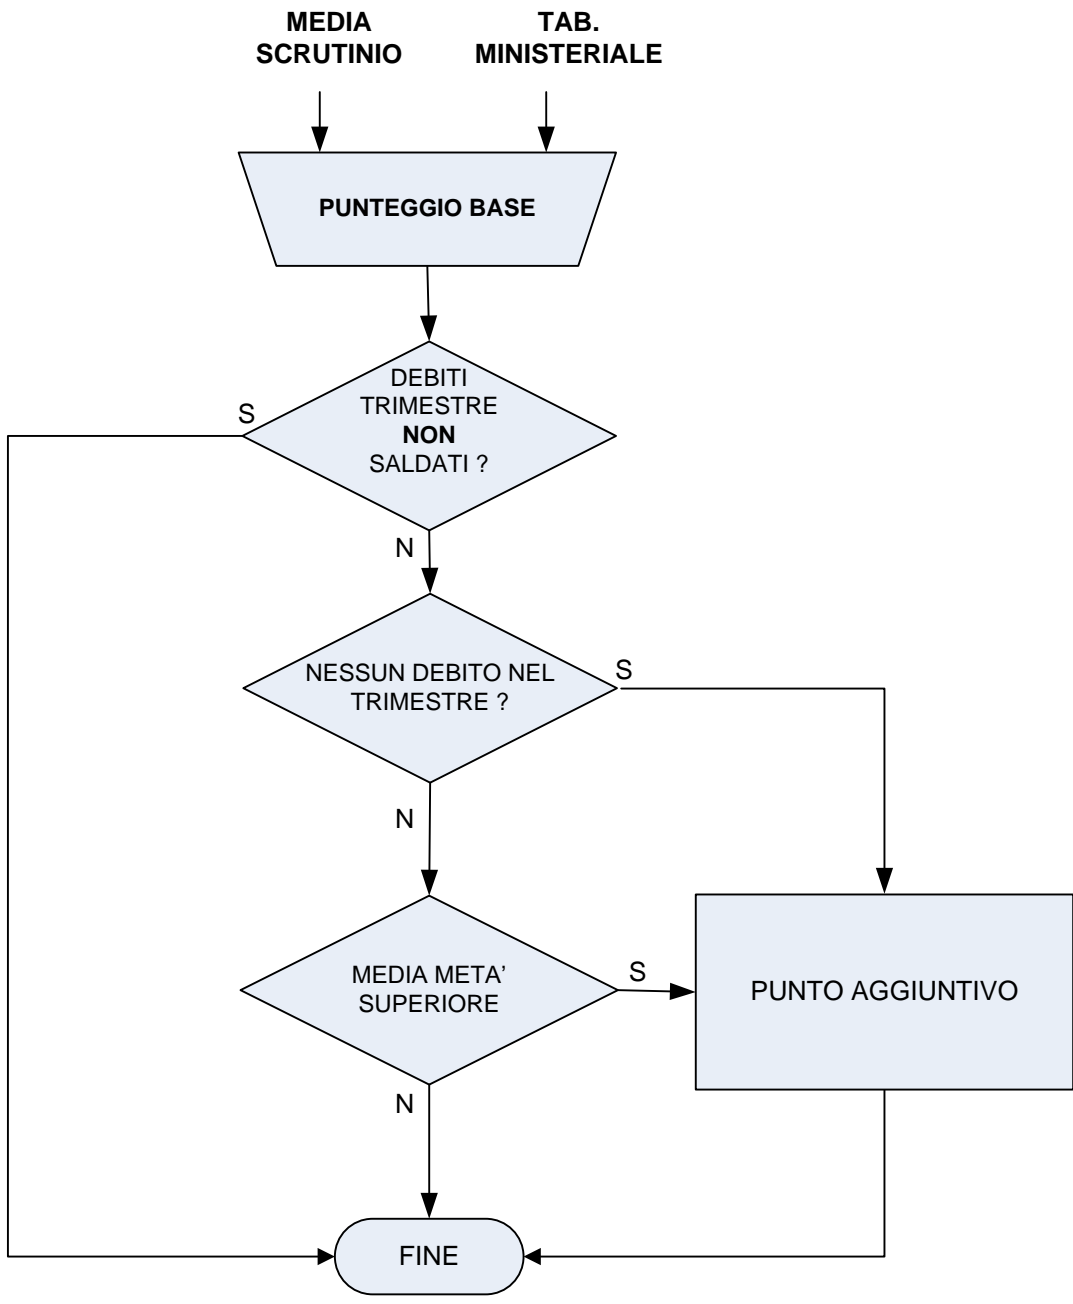 MEDIA
SCRUTINIO
TAB.
MINISTERIALE
PUNTEGGIO BASE
DEBITI
TRIMESTRE
NON
SALDATI ?
S
N
NESSUN DEBITO NEL
TRIMESTRE ?
S
N
MEDIA META'
SUPERIORE
S
PUNTO AGGIUNTIVO
N
FINE